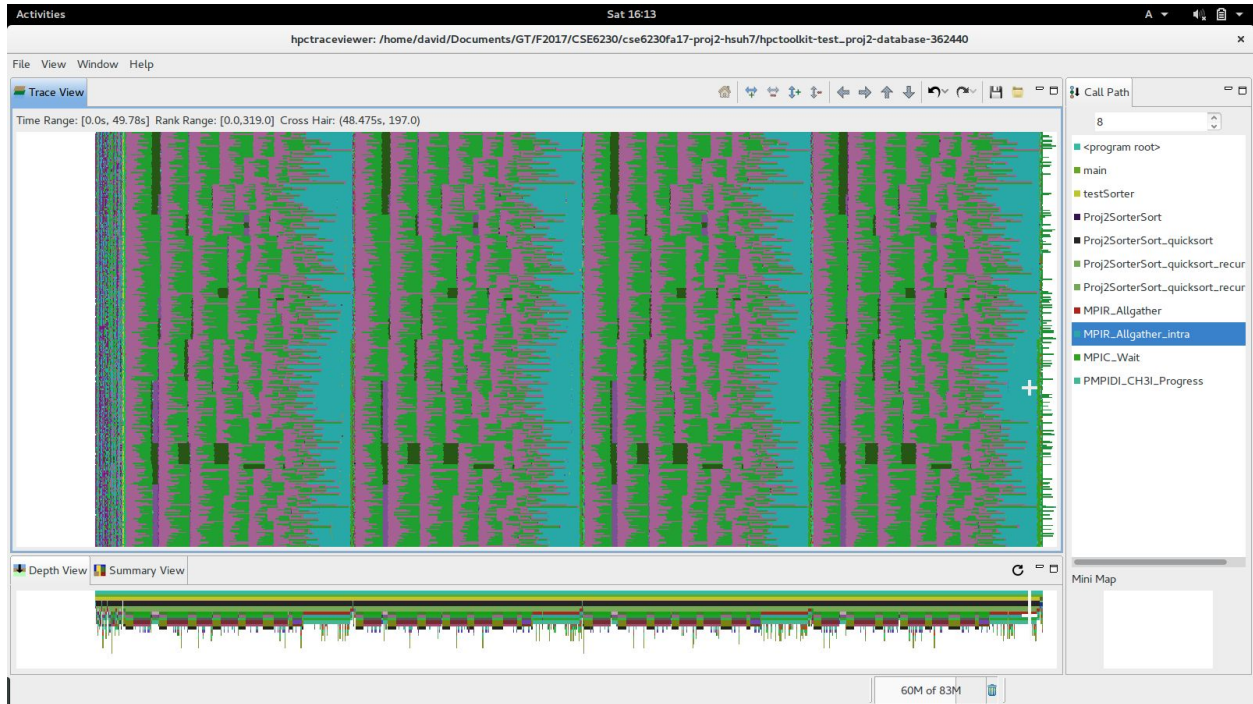 Activities Sat 16:13 A
hpctraceviewer: /home/david/Documents/GT/F2017/CSE6230/cse6230fa17-proj2-hsuh7/hpctoolkit-test_proj2-database-362440 ×
File View Window Help
Trace View
Time Range: [0.0s, 49.78s] Rank Range: [0.0,319.0] Cross Hair: (48.475s, 197.0)
Depth View Summary View
Call Path
8
<program root>
main
testSorter
Proj2SorterSort
Proj2SorterSort_quicksort
Proj2SorterSort_quicksort_recur
Proj2SorterSort_quicksort_recur
MPIR_Allgather
MPIR_Allgather_intra
MPIC_Wait
PMPIDI_CH3I_Progress
Mini Map
60M of 83M